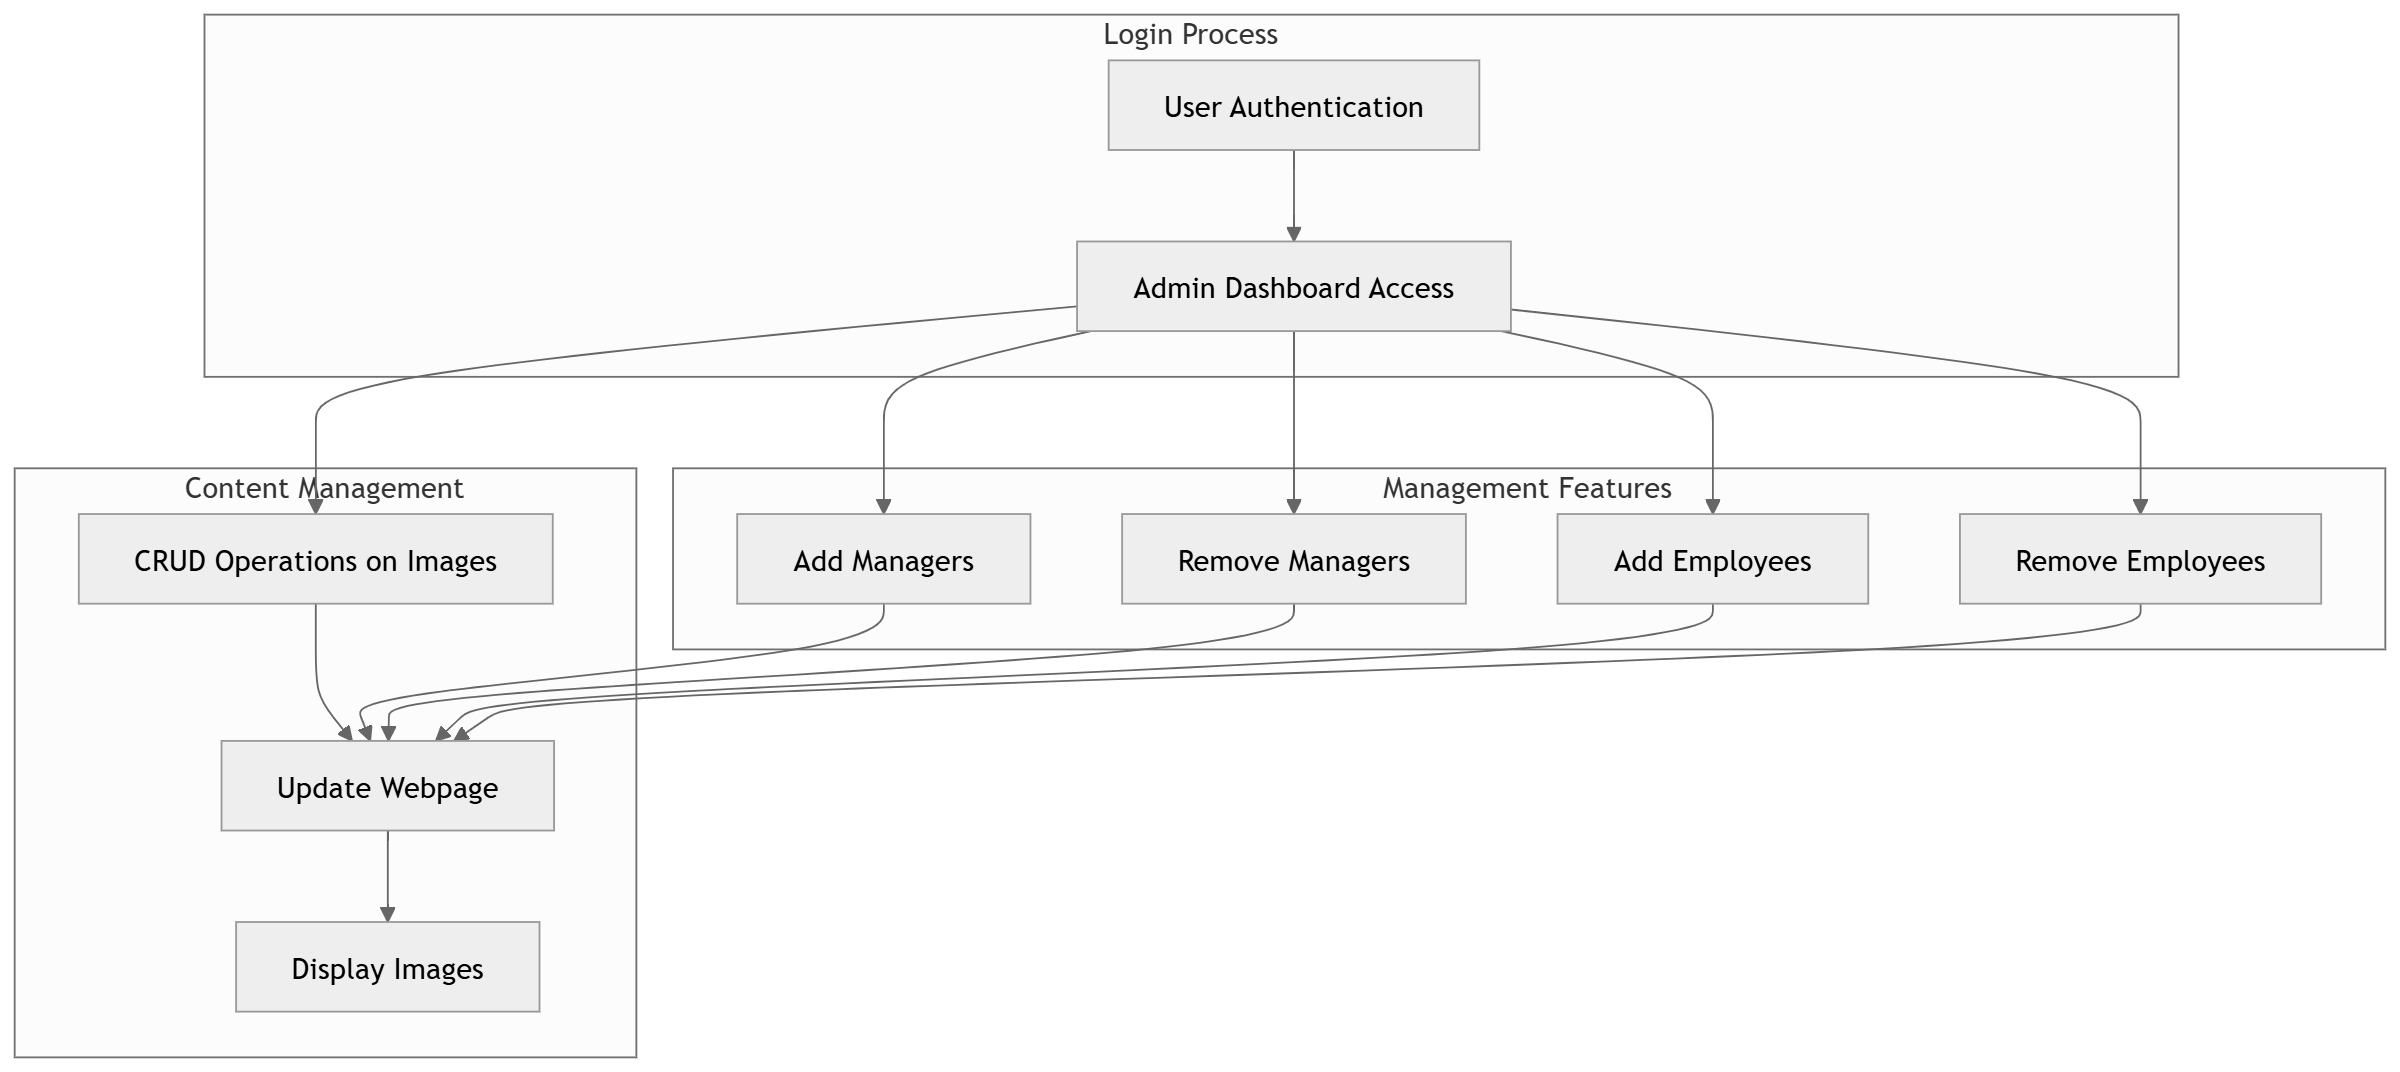 Login Process
User Authentication
Admin Dashboard Access
Content Management
Management Features
CRUD Operations on Images
Add Managers
Remove Managers
Add Employees
Remove Employees
Update Webpage
Display Images